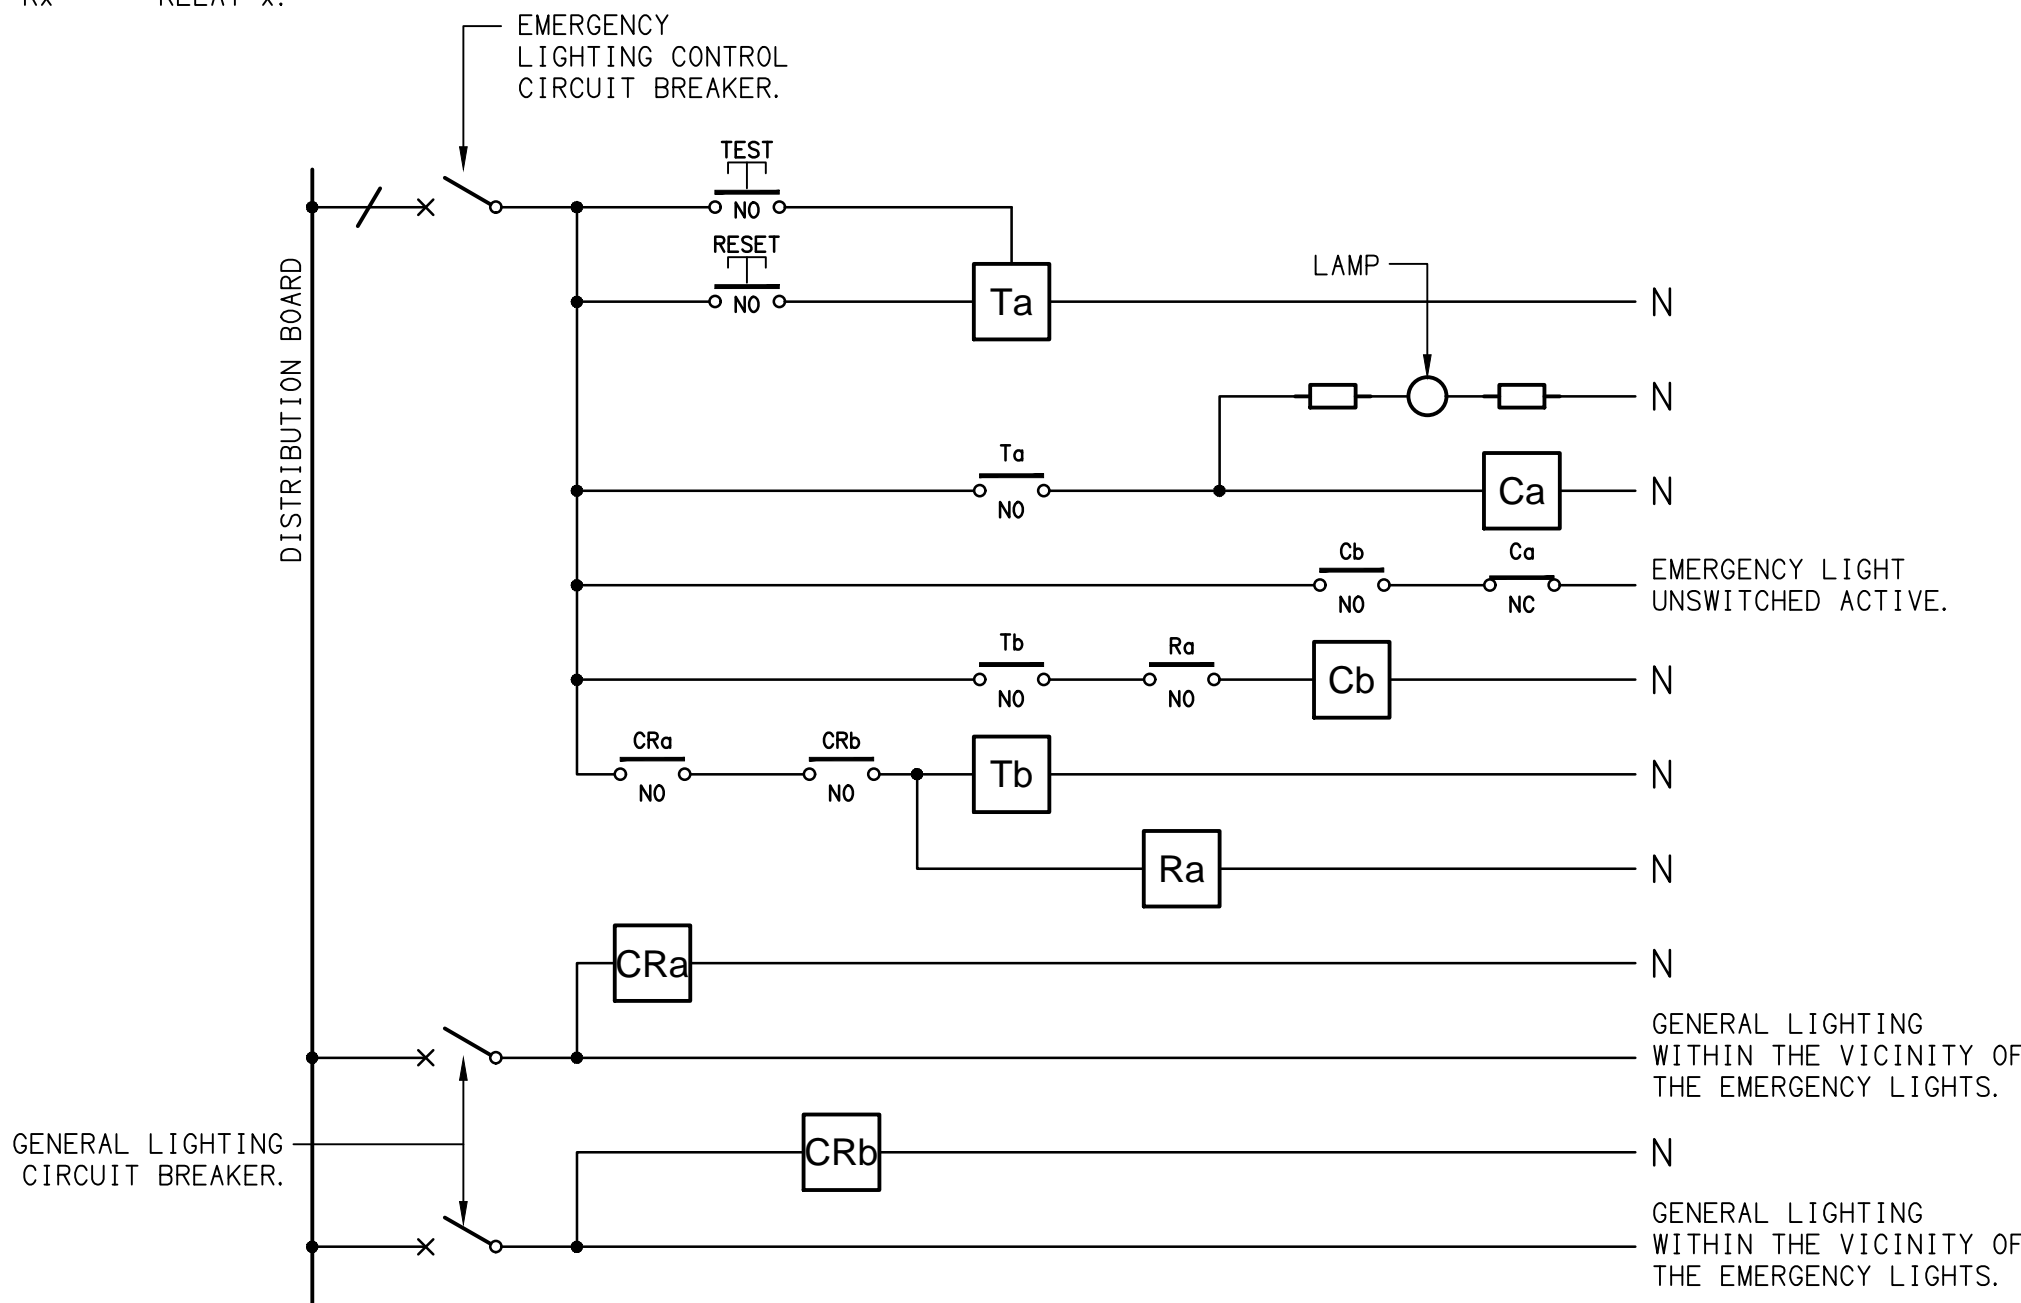 EMERGENCY
LIGHTING CONTROL
CIRCUIT BREAKER.
TEST
NO
RESET
NO
Ta
N
LAMP
N
DISTRIBUTION BOARD
Ta
NO
Ca
N
Cb
NO
Ca
NC
EMERGENCY LIGHT
UNSWITCHED ACTIVE.
Tb
NO
Ra
NO
Cb
N
CRa
NO
CRb
NO
Tb
N
Ra
N
CRa
N
GENERAL LIGHTING
WITHIN THE VICINITY OF
THE EMERGENCY LIGHTS.
GENERAL LIGHTING
CIRCUIT BREAKER.
CRb
N
GENERAL LIGHTING
WITHIN THE VICINITY OF
THE EMERGENCY LIGHTS.